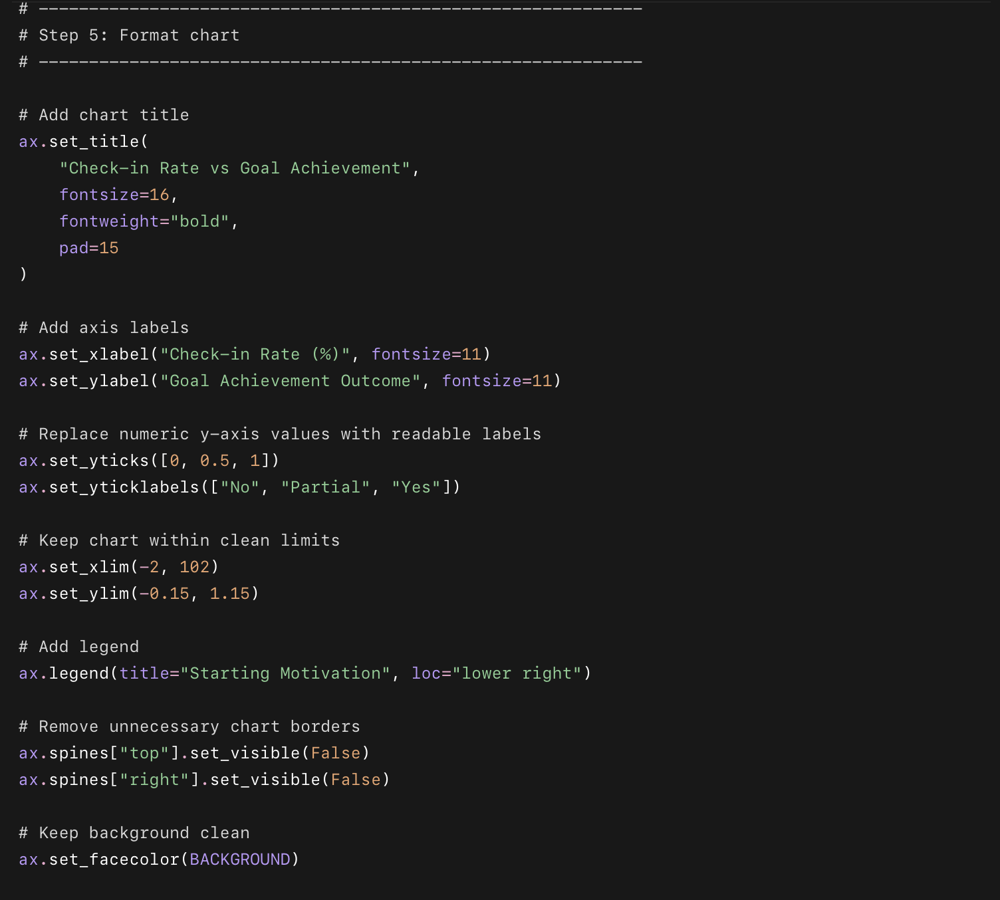 # ------------------------------------------------------------
# Step 5: Format chart
# ------------------------------------------------------------
# Add chart title
ax.set_title(
    "Check-in Rate vs Goal Achievement",
    fontsize=16,
    fontweight="bold",
    pad=15
)
# Add axis labels
ax.set_xlabel("Check-in Rate (%)", fontsize=11)
ax.set_ylabel("Goal Achievement Outcome", fontsize=11)
# Replace numeric y-axis values with readable labels
ax.set_yticks([0, 0.5, 1])
ax.set_yticklabels(["No", "Partial", "Yes"])
# Keep chart within clean limits
ax.set_xlim(-2, 102)
ax.set_ylim(-0.15, 1.15)
# Add legend
ax.legend(title="Starting Motivation", loc="lower right")
# Remove unnecessary chart borders
ax.spines["top"].set_visible(False)
ax.spines["right"].set_visible(False)
# Keep background clean
ax.set_facecolor(BACKGROUND)